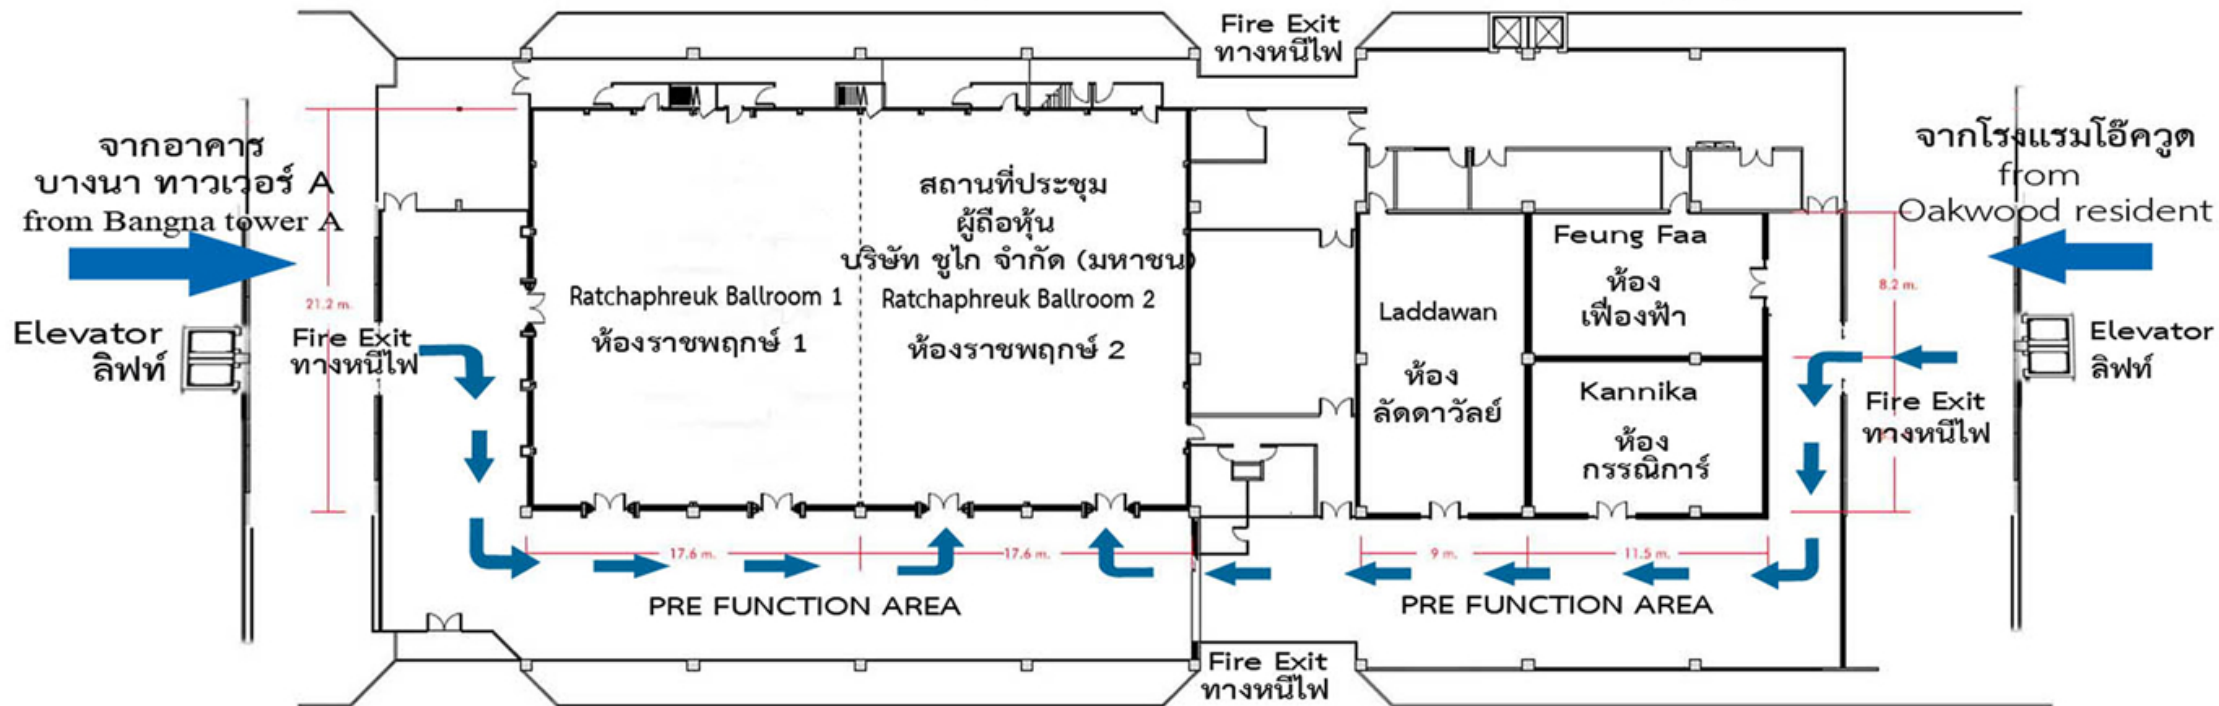 Fire Exit
ทางหนีไฟ
จากอาคาร
บางนา ทาวเวอร์ A
from Bangna tower A
21.2 m.
Elevator
ลิฟท์
Fire Exit
ทางหนีไฟ
Ratchaphreuk Ballroom 1
ห้องราชพฤกษ์ 1
สถานที่ประชุม
ผู้ถือหุ้น
บริษัท ชูไก จำกัด (มหาชน)
Ratchaphreuk Ballroom 2
ห้องราชพฤกษ์ 2
Laddawan
ห้อง
ลัดดาวัลย์
Feung Faa
ห้อง
เฟื่องฟ้า
Kannika
ห้อง
กรรณิการ์
จากโรงแรมโอ๊ควูด
from
Oakwood resident
8.2 m.
Elevator
ลิฟท์
Fire Exit
ทางหนีไฟ
17.6 m.
17.6 m.
9 m.
11.5 m.
PRE FUNCTION AREA
PRE FUNCTION AREA
Fire Exit
ทางหนีไฟ